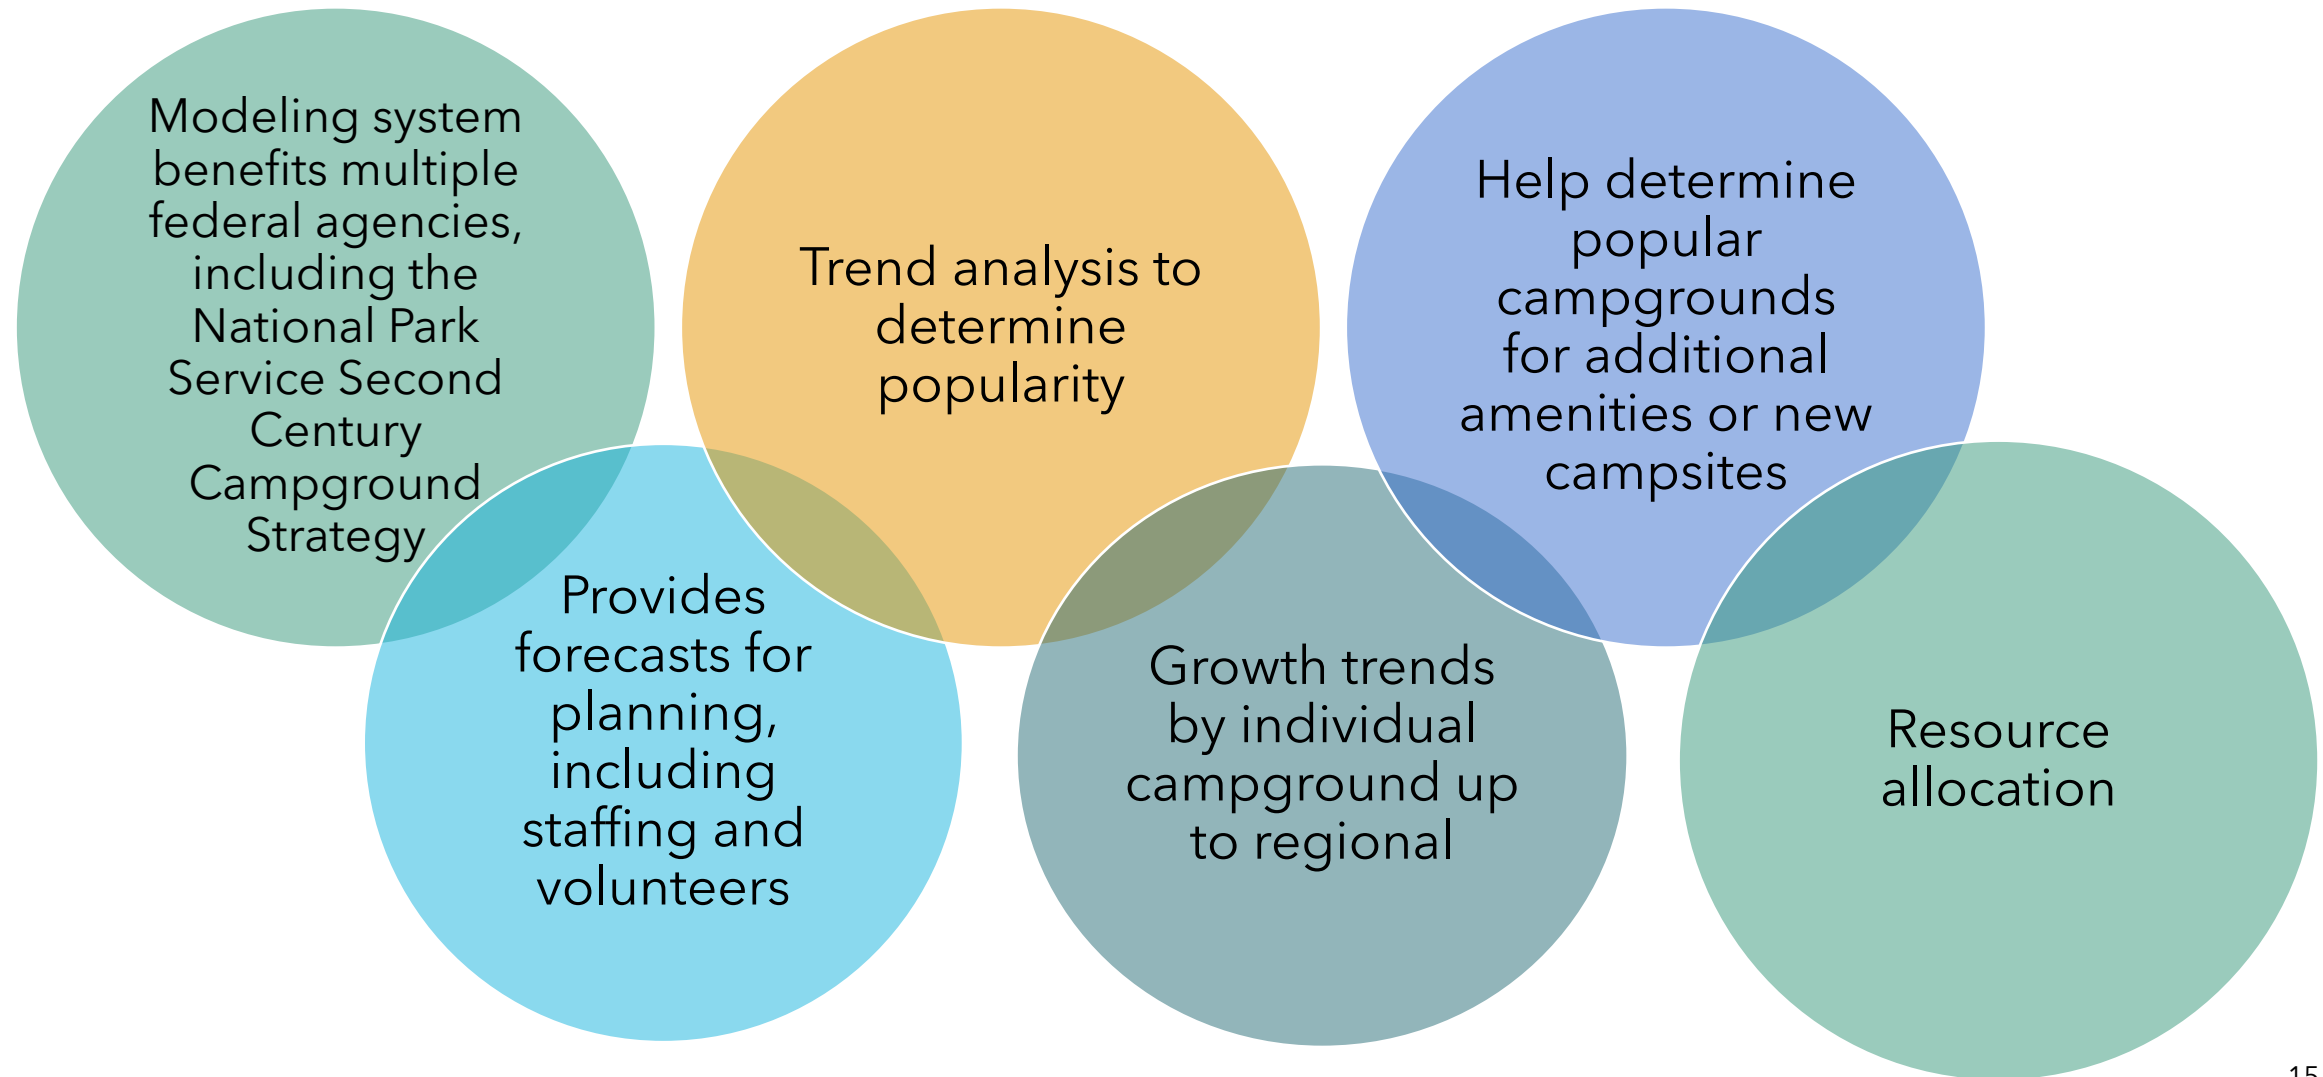 Modeling system
benefits multiple
federal agencies,
including the
National Park
Service Second
Century
Campground
Strategy
Provides
forecasts for
planning,
including
staffing and
volunteers
Trend analysis to
determine
popularity
Growth trends
by individual
campground up
to regional
Help determine
popular
campgrounds
for additional
amenities or new
campsites
Resource
allocation
15